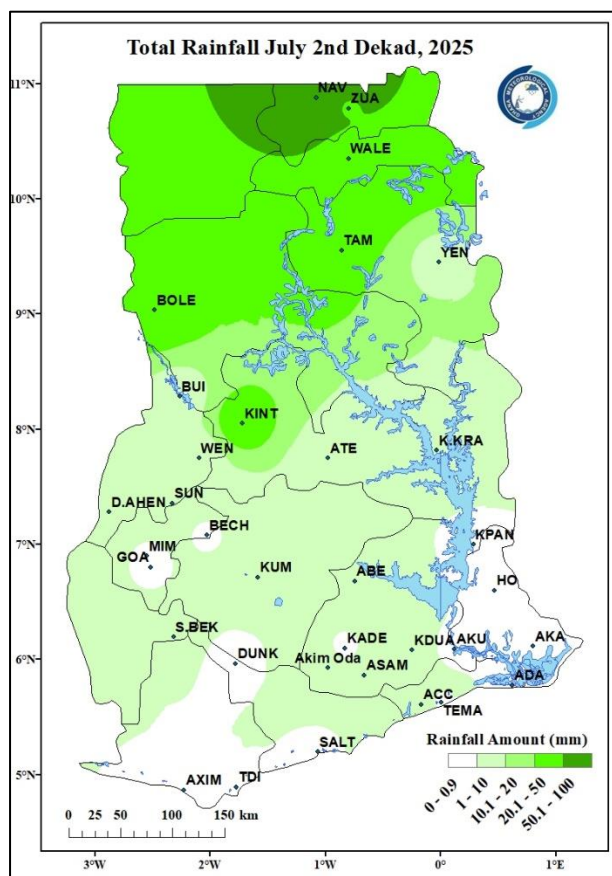 Total Rainfall July 2nd Dekad, 2025
GHANA METEOROLOGICAL AGENCY
11°N
NAV
ZUA
WALE
10°N
TAM
YEN
9°N
BOLE
BUI
KINT
8°N
WEN
ATE
K.KRA
D.AHEN
SUN
BECH
KPAN
7°N
GOA
MIM
KUM
ABE
HO
S.BEK
KADE
KDUA
AKU
AKA
6°N
DUNK
Akim Oda
ASAM
ADA
ACC
TEMA
SALT
Rainfall Amount (mm)
0 - 0.9
1 - 10
10.1 - 20
20.1 - 50
50.1 - 100
5°N
AXIM
TDI
0 25 50 100 150 km
3°W 2°W 1°W 0° 1°E